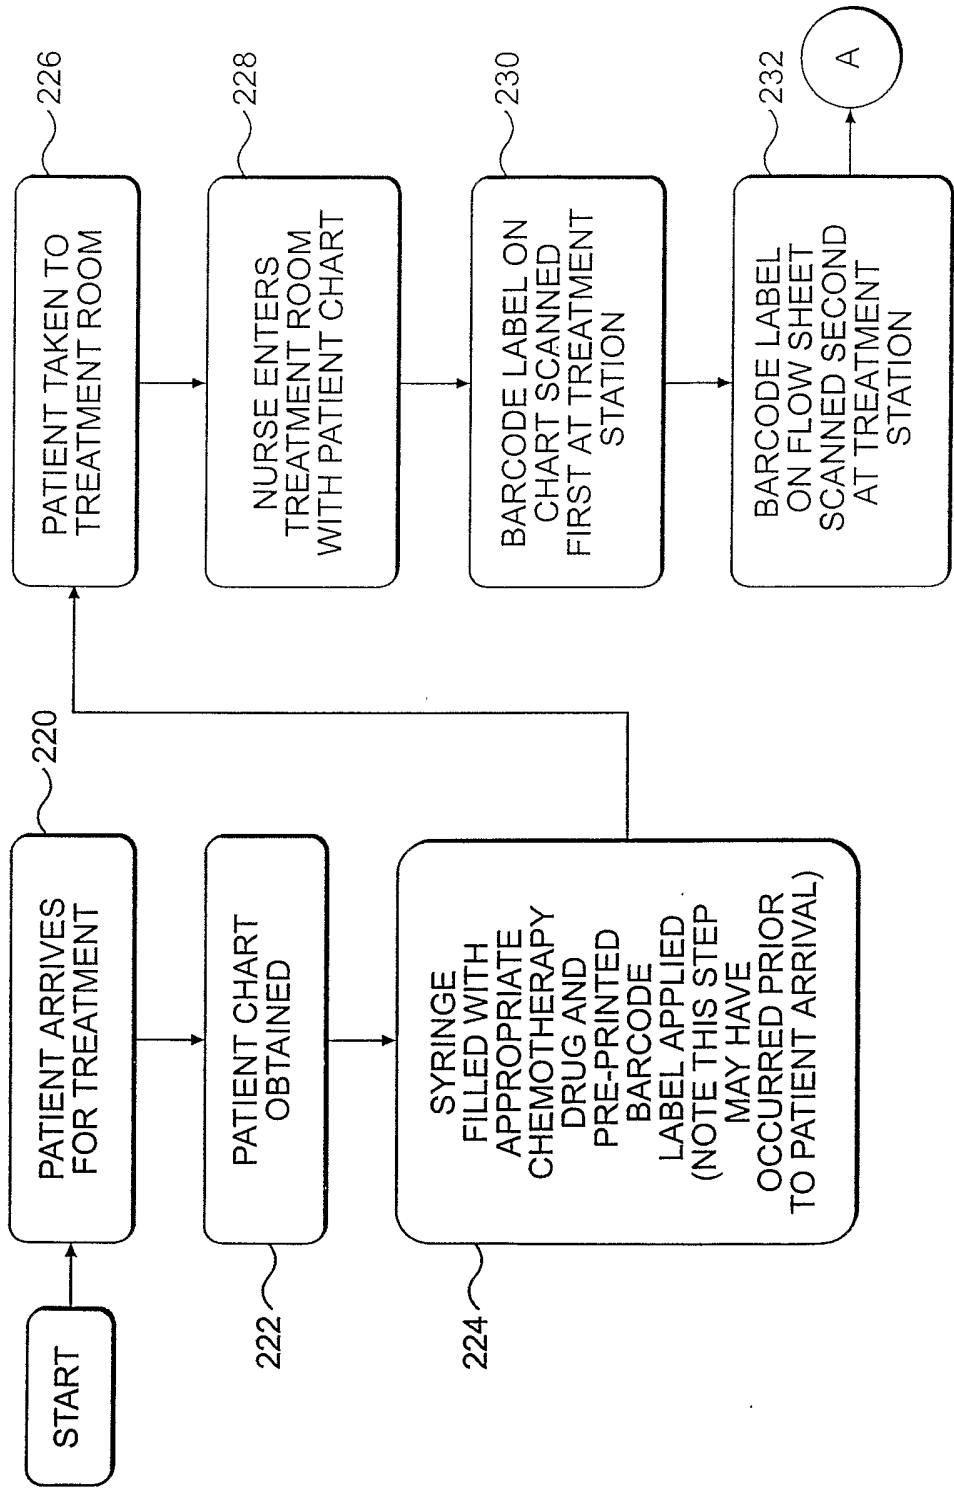 START
220
PATIENT ARRIVES
FOR TREATMENT
222
PATIENT CHART
OBTAINED
224
SYRINGE
FILLED WITH
APPROPRIATE
CHEMOTHERAPY
DRUG AND
PRE-PRINTED
BARCODE
LABEL APPLIED
(NOTE THIS STEP
MAY HAVE
OCCURRED PRIOR
TO PATIENT ARRIVAL)
226
PATIENT TAKEN TO
TREATMENT ROOM
228
NURSE ENTERS
TREATMENT ROOM
WITH PATIENT CHART
230
BARCODE LABEL ON
CHART SCANNED
FIRST AT TREATMENT
STATION
232
BARCODE LABEL
ON FLOW SHEET
SCANNED SECOND
AT TREATMENT
STATION
A